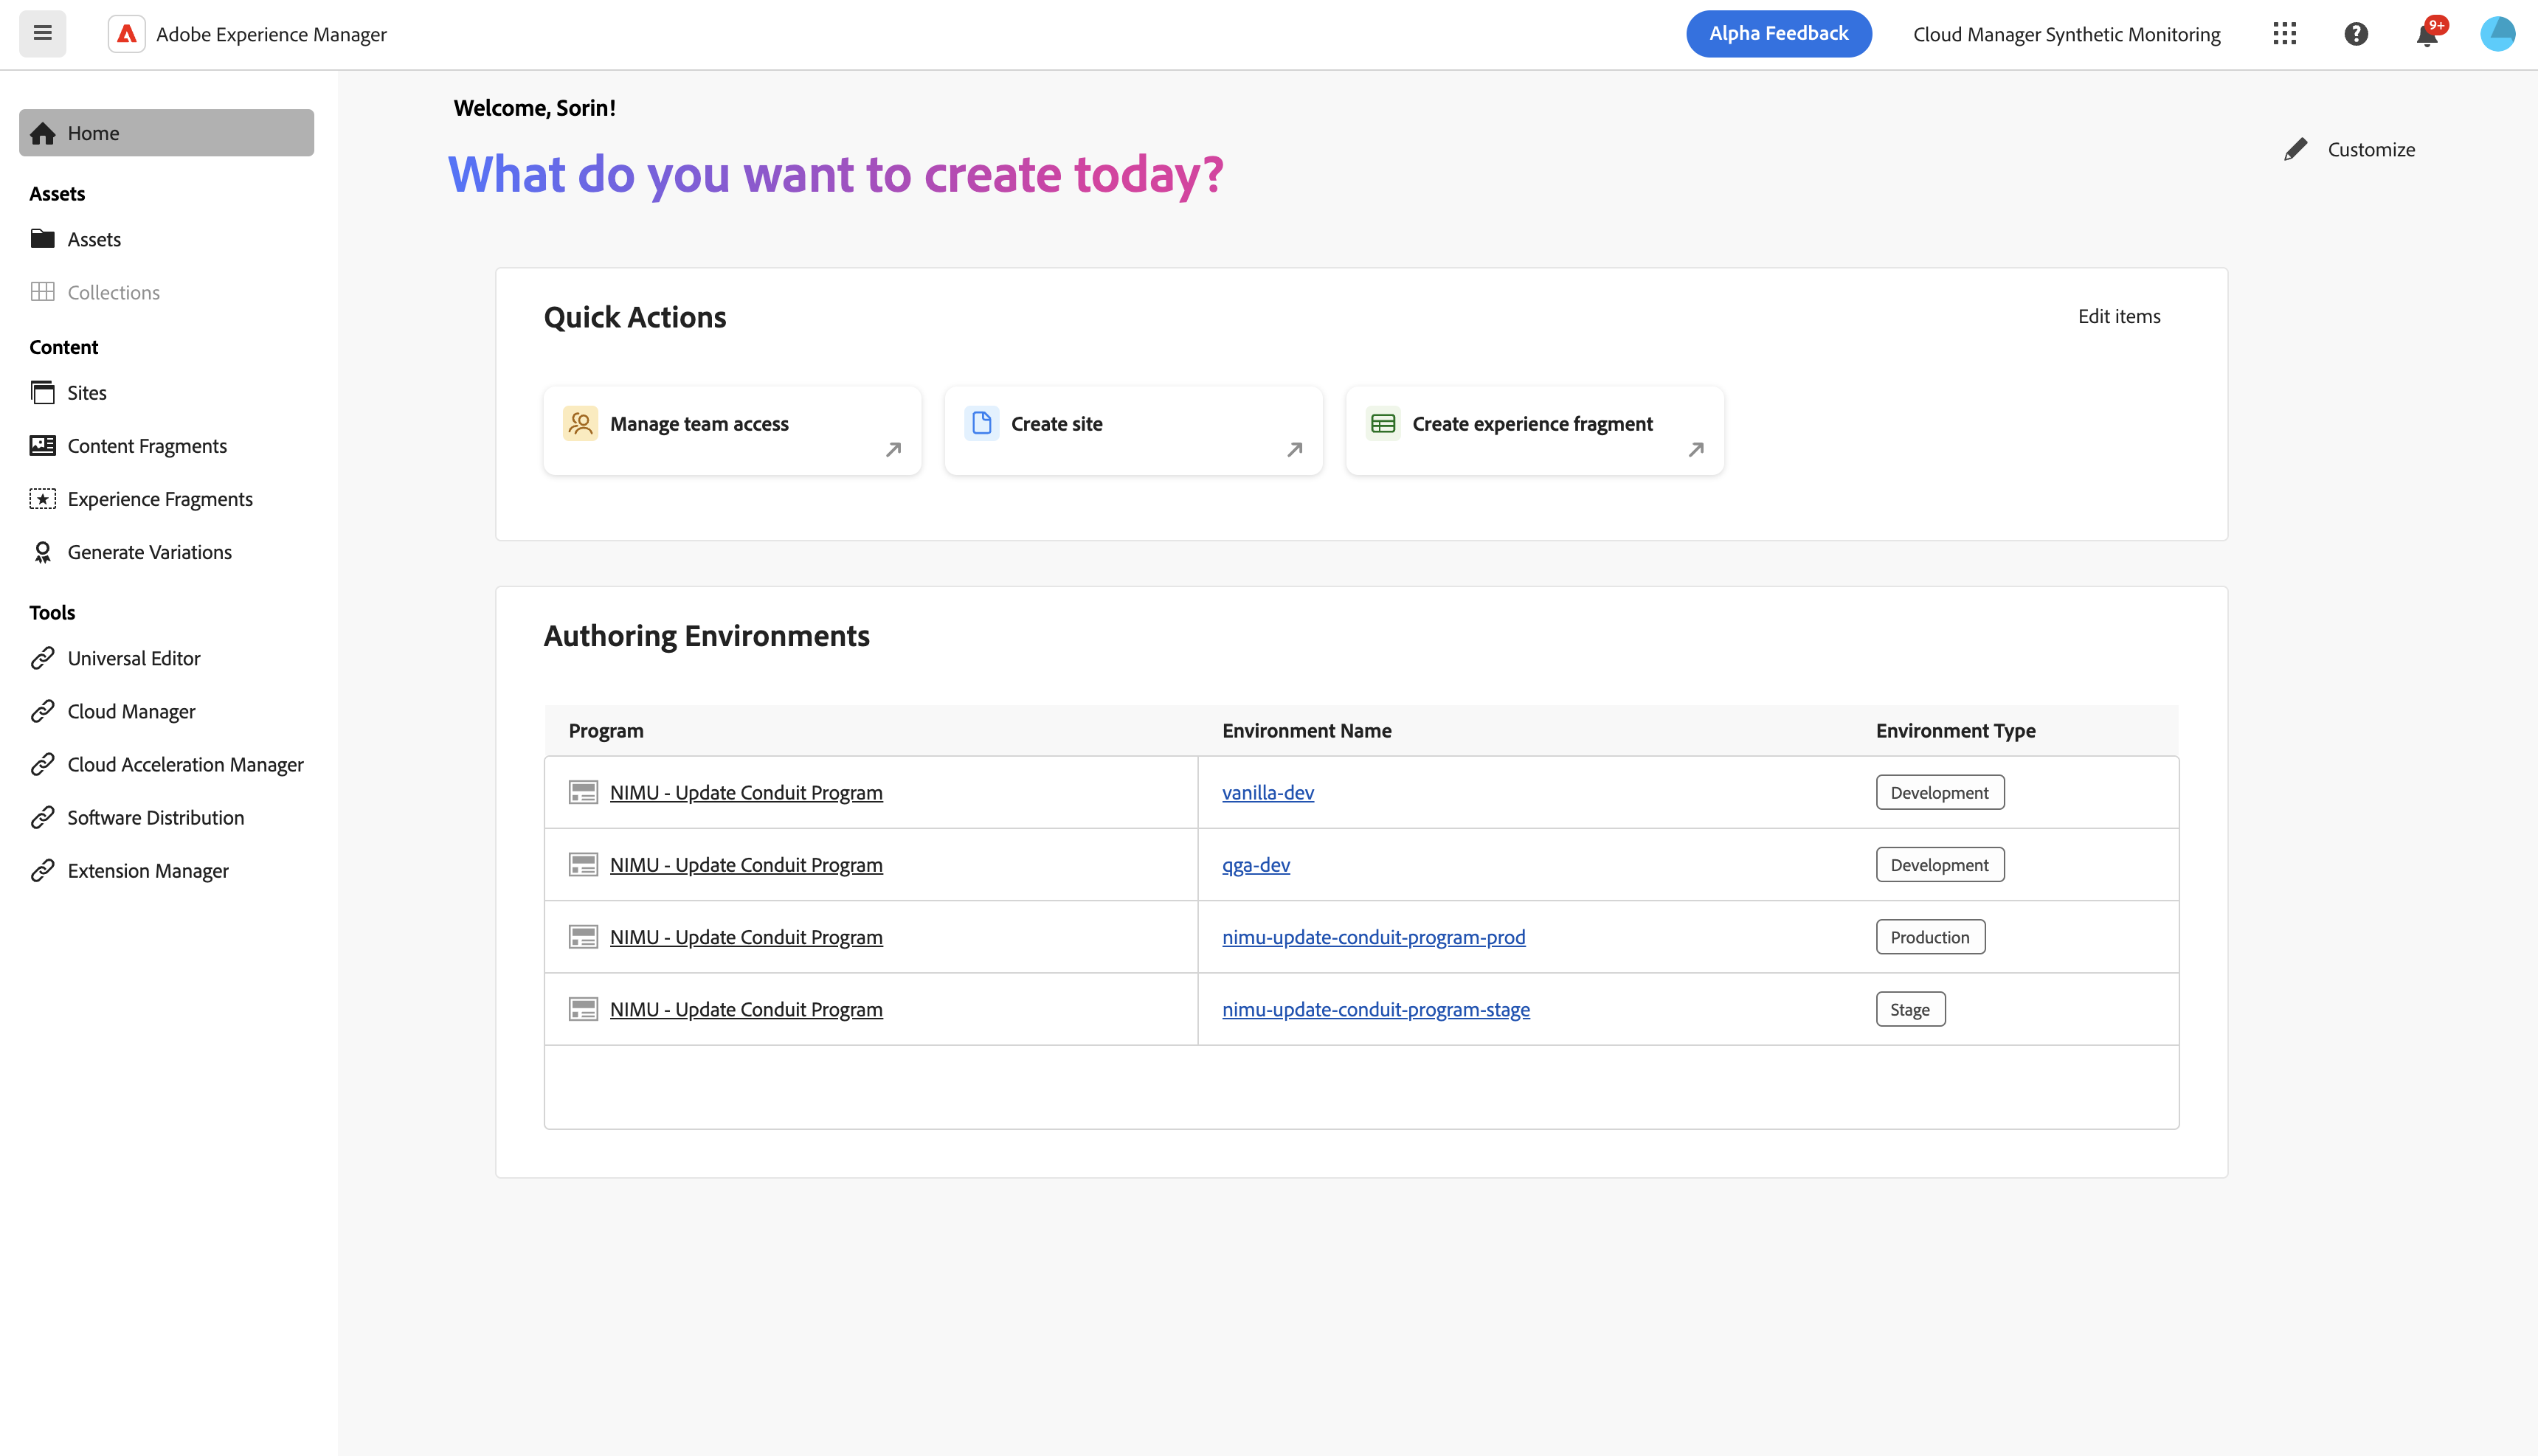 Adobe Experience Manager
Alpha Feedback
Cloud Manager Synthetic Monitoring
9+
Home
Assets
Assets
Collections
Content
Sites
Content Fragments
Experience Fragments
Generate Variations
Tools
Universal Editor
Cloud Manager
Cloud Acceleration Manager
Software Distribution
Extension Manager
Welcome, Sorin!
What do you want to create today?
Customize
Quick Actions
Edit items
Manage team access
Create site
Create experience fragment
Authoring Environments
Program Environment Name Environment Type
NIMU - Update Conduit Program vanilla-dev Development
NIMU - Update Conduit Program qga-dev Development
NIMU - Update Conduit Program nimu-update-conduit-program-prod Production
NIMU - Update Conduit Program nimu-update-conduit-program-stage Stage